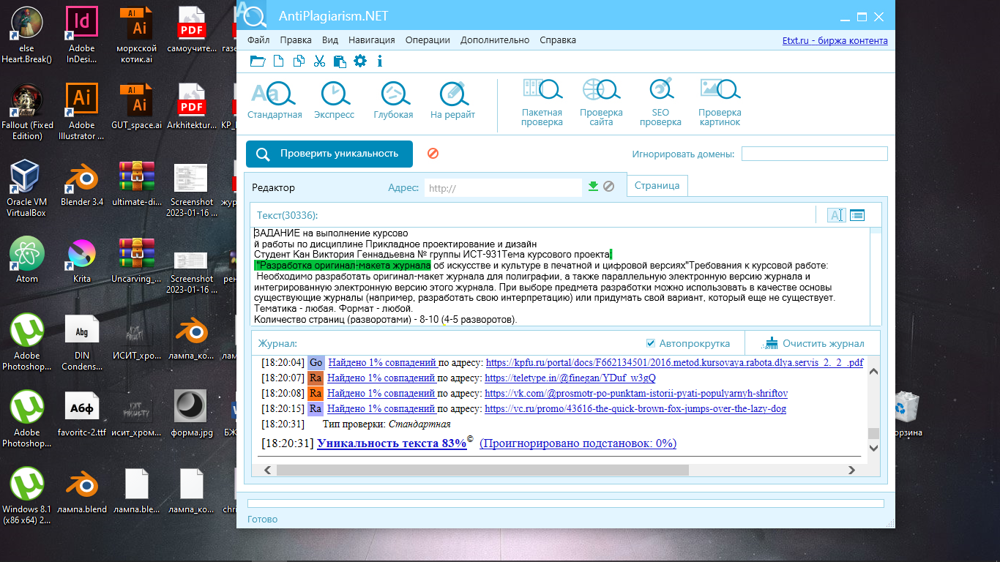 else
Heart.Break()
Adobe
InDesi...
моркской
котик.ai
самоучите...
газе
Fallout (Fixed
Edition)
Adobe
Illustrator ...
GUT_space.ai
Arkhitektur...
Oracle VM
VirtualBox
Blender 3.4
ultimate-di...
Screenshot
2023-01-16 ...
жур
Atom
Krita
Uncarving_...
Screenshot
2023-01-16 ...
рен
Adobe
Photoshop...
DIN
Condens...
ИСИТ_хро...
лампа_ко...
лам
Adobe
Photoshop...
favoritc-2.ttf
исит_хром...
форма.jpg
БЖ
Windows 8.1
(x86 x64) 2...
лампа.blend
лампа.ble...
лампа_ко...
chri
орзина
AntiPlagiarism.NET
Файл Правка Вид Навигация Операции Дополнительно Справка
Etxt.ru - биржа контента
Стандартная Экспресс Глубокая На рерайт
Пакетная
проверка
Проверка
сайта
SEO
проверка
Проверка
картинок
Проверить уникальность
Игнорировать домены:
Редактор Адрес: http:// Страница
Текст(30336):
ЗАДАНИЕ на выполнение курсово
й работы по дисциплине Прикладное проектирование и дизайн
Студент Кан Виктория Геннадьевна № группы ИСТ-931Тема курсового проекта:
"Разработка оригинал-макета журнала об искусстве и культуре в печатной и цифровой версиях"Требования к курсовой работе:
Необходимо разработать оригинал-макет журнала для полиграфии, а также параллельную электронную версию журнала и
интегрированную электронную версию этого журнала. При выборе предмета разработки можно использовать в качестве основы
существующие журналы (например, разработать свою интерпретацию) или придумать свой вариант, который еще не существует.
Тематика - любая. Формат - любой.
Количество страниц (разворотами) - 8-10 (4-5 разворотов).
Журнал: Автопрокрутка Очистить журнал
[18:20:04] Go Найдено 1% совпадений по адресу: https://kpfu.ru/portal/docs/F662134501/2016.metod.kursovaya.rabota.dlya.servis_2._2_.pdf
[18:20:07] Ra Найдено 1% совпадений по адресу: https://teletype.in/@finegan/YDuf_w3gQ
[18:20:08] Ra Найдено 1% совпадений по адресу: https://vk.com/@prosmotr-po-punktam-istorii-pyati-populyarnyh-shriftov
[18:20:15] Ra Найдено 1% совпадений по адресу: https://vc.ru/promo/43616-the-quick-brown-fox-jumps-over-the-lazy-dog
[18:20:31] Тип проверки: Стандартная
[18:20:31] Уникальность текста 83%© (Проигнорировано подстановок: 0%)
Готово